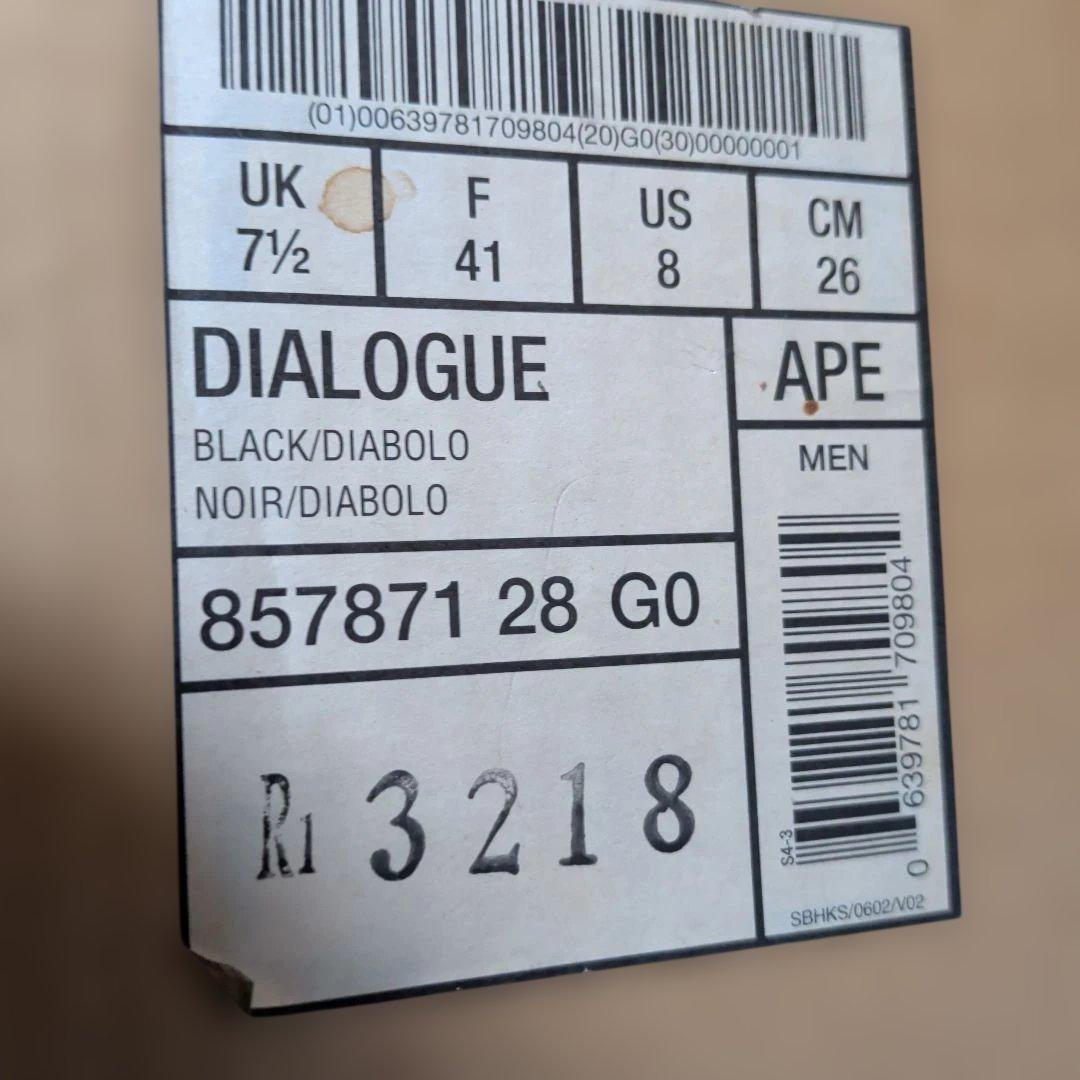 (01)00639781709804(20)G0(30)00000001
UK F US CM
7½ 41 8 26
DIALOGUE
BLACK/DIABOLO
NOIR/DIABOLO
APE
MEN
857871 28 G0
R1 3218
0 639781 709804
S4-3
SBHKS/0602/V02